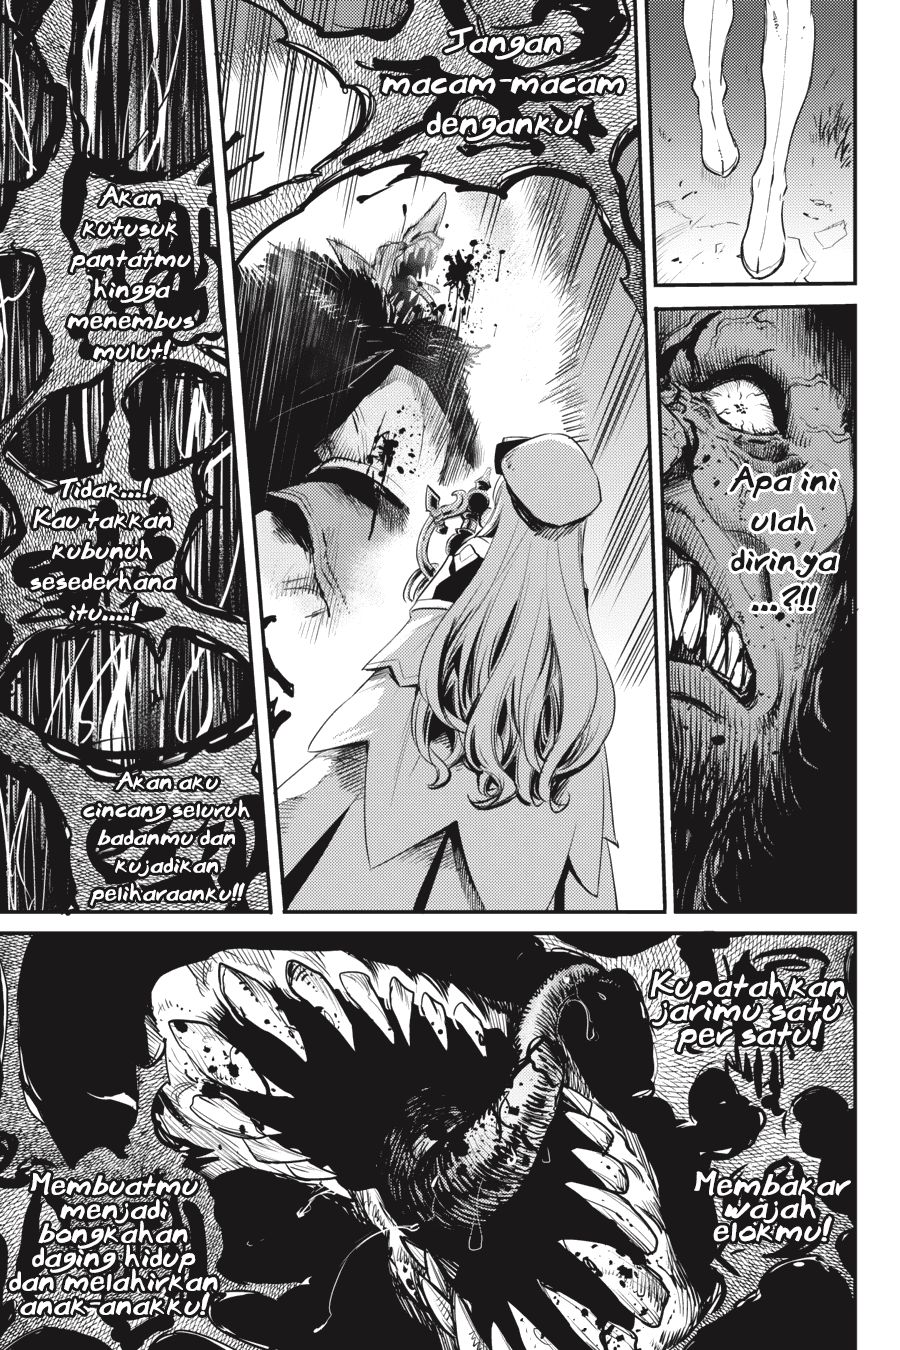 Apa ini
ulah
dirinya
...?!!
Jangan
macam-macam
denganku!
Akan
kutusuk
pantatmu
hingga
menembus
mulut!
Tidak...!
Kau takkan
kubunuh
sesederhana
itu....!
Akan aku
cincang seluruh
badanmu dan
kujadikan
peliharaanku!!
Kupatahkan
jarimu satu
per satu!
Membakar
wajah
elokmu!
Membuatmu
menjadi
bongkahan
daging hidup
dan melahirkan
anak-anakku!